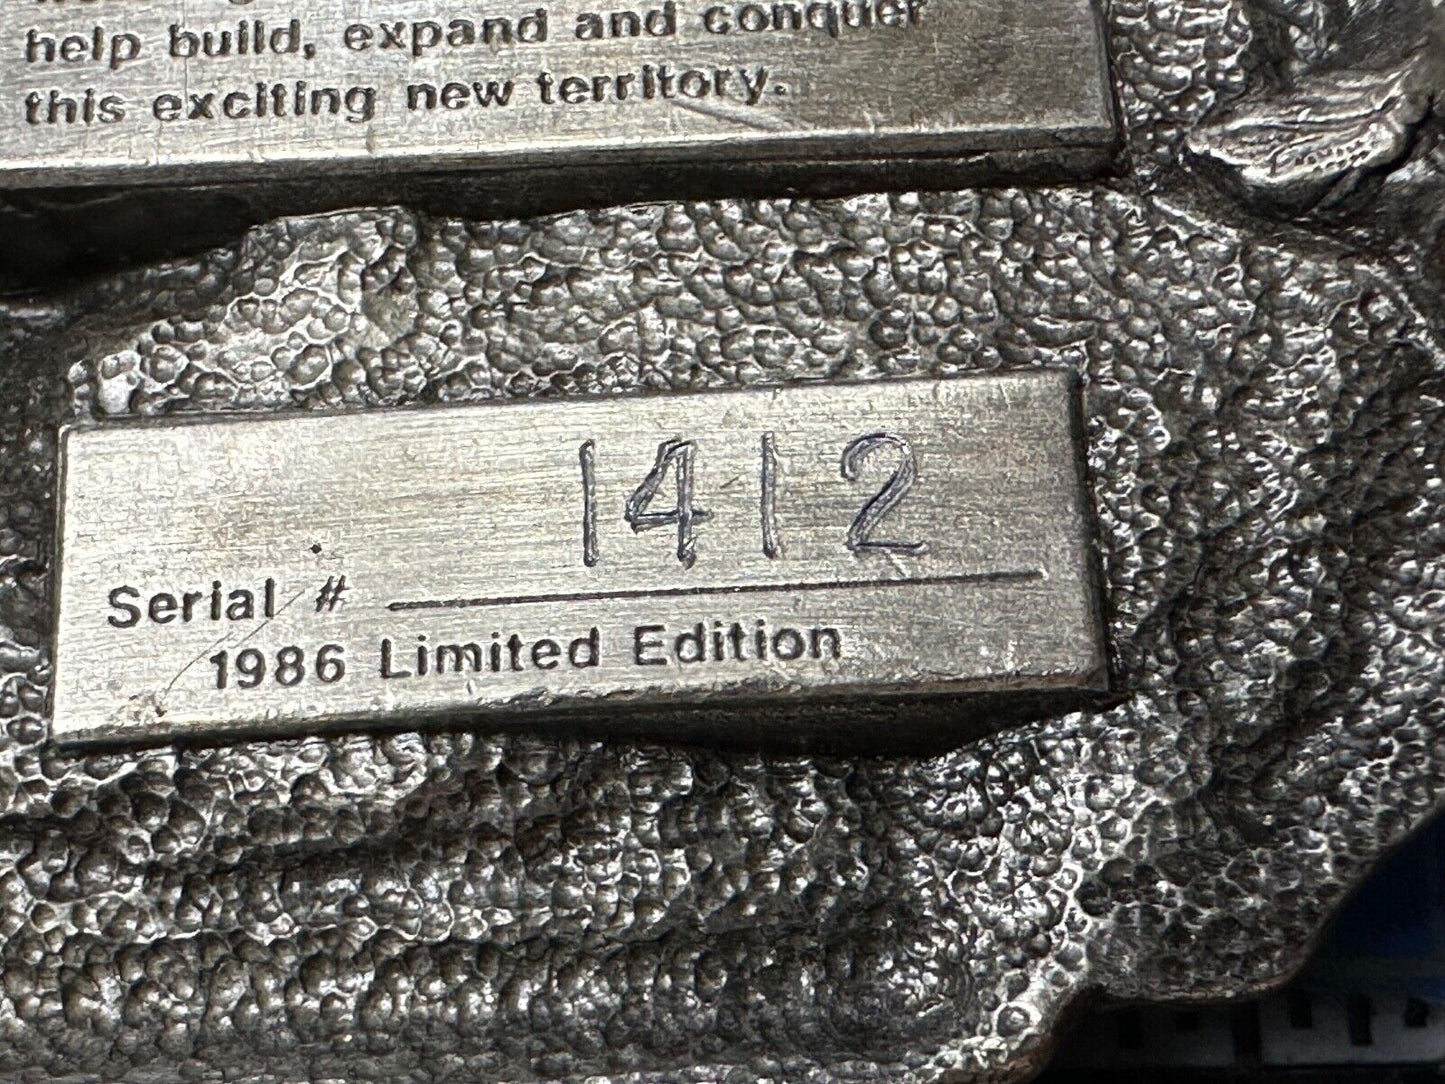 help build, expand and conquer
this exciting new territory.
1412
Serial #
1986 Limited Edition